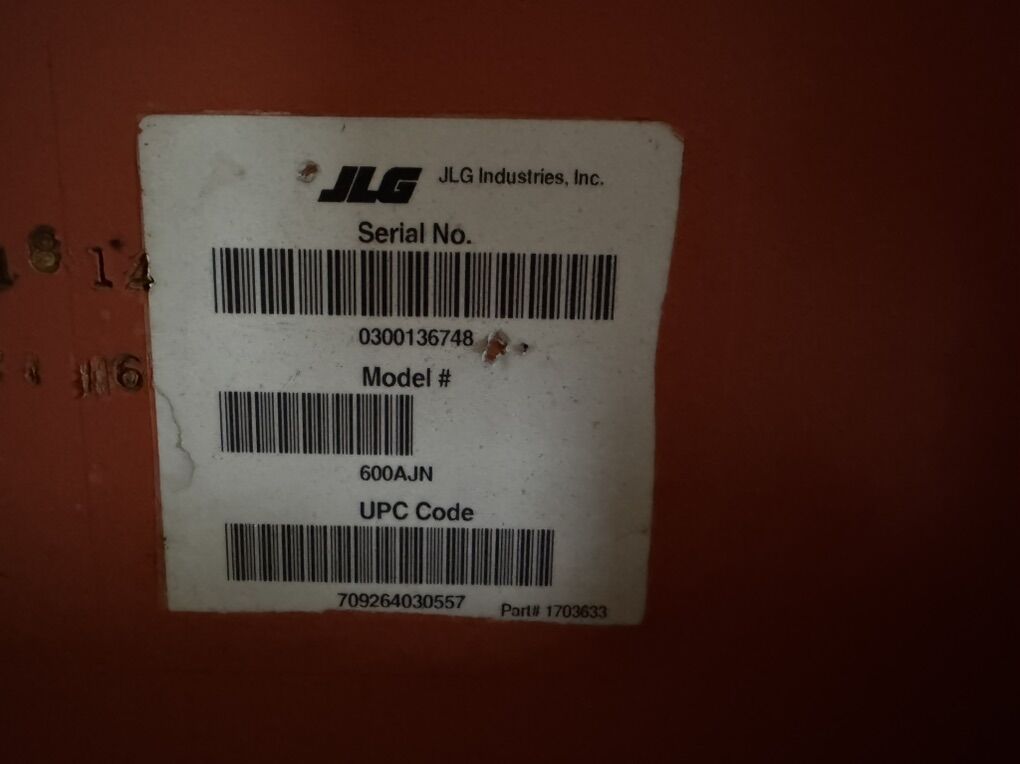 JLG JLG Industries, Inc.
Serial No.
0300136748
Model #
600AJN
UPC Code
709264030557
Part# 1703633